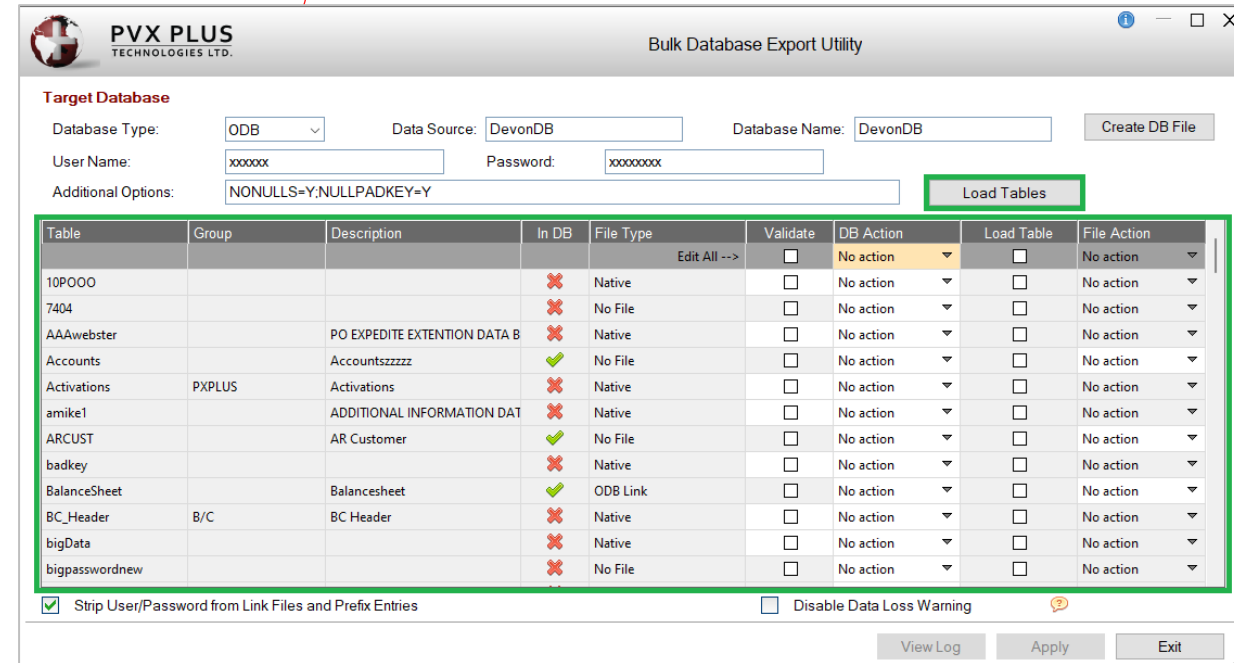 PVX PLUS
TECHNOLOGIES LTD.
Bulk Database Export Utility
Target Database
Database Type: ODB Data Source: DevonDB Database Name: DevonDB Create DB File
User Name: xxxxxx Password: xxxxxxxx
Additional Options: NONULLS=Y;NULLPADKEY=Y Load Tables
Table Group Description In DB File Type Validate DB Action Load Table File Action
Edit All --> No action No action
10POOO Native No action No action
7404 No File No action No action
AAAwebster PO EXPEDITE EXTENTION DATA B Native No action No action
Accounts Accountszzzzz No File No action No action
Activations PXPLUS Activations Native No action No action
amike1 ADDITIONAL INFORMATION DAT Native No action No action
ARCUST AR Customer No File No action No action
badkey Native No action No action
BalanceSheet Balancesheet ODB Link No action No action
BC_Header B/C BC Header Native No action No action
bigData Native No action No action
bigpasswordnew No File No action No action
Strip User/Password from Link Files and Prefix Entries Disable Data Loss Warning
View Log Apply Exit